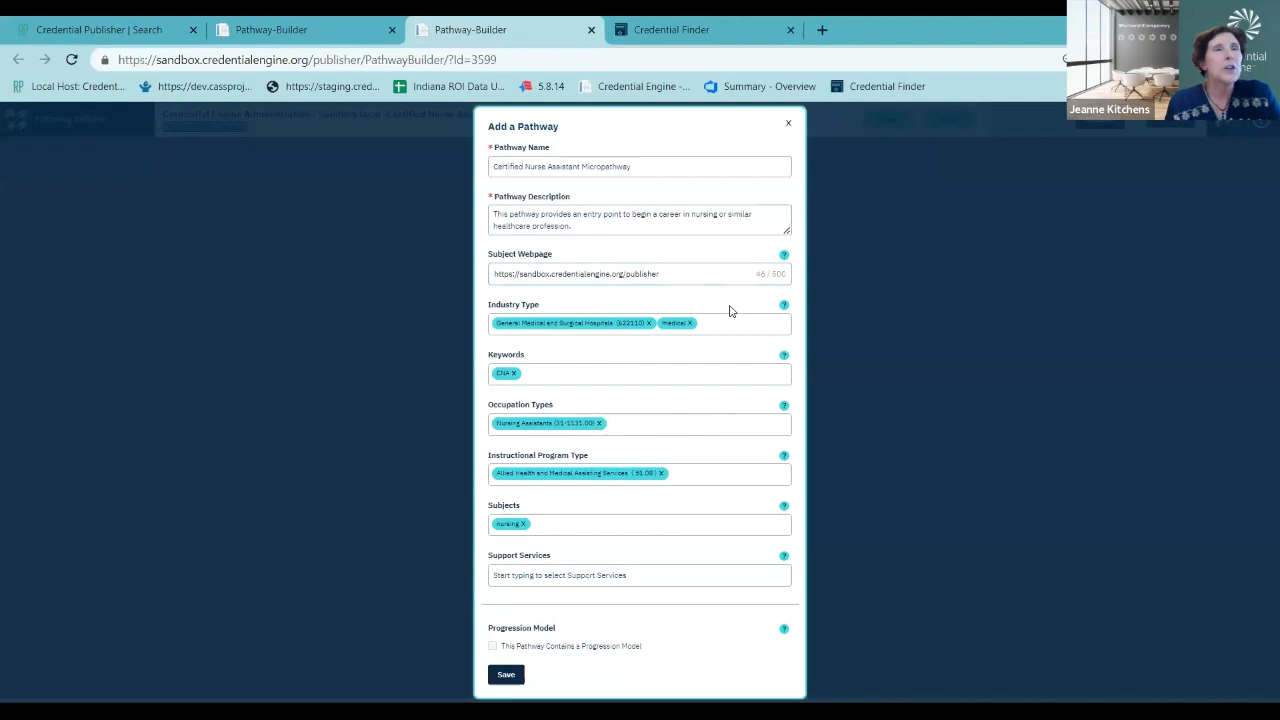 Credential Publisher | Search
Pathway-Builder
Pathway-Builder
Credential Finder
https://sandbox.credentialengine.org/publisher/PathwayBuilder/?Id=3599
Local Host: Credent...
https://dev.cassproj...
https://staging.cred...
Indiana ROI Data U...
5.8.14
Credential Engine -...
Summary - Overview
Credential Finder
Jeanne Kitchens
Add a Pathway
* Pathway Name
Certified Nurse Assistant Micropathway
* Pathway Description
This pathway provides an entry point to begin a career in nursing or similar
healthcare profession.
Subject Webpage
?
https://sandbox.credentialengine.org/publisher
46 / 500
Industry Type
?
General Medical and Surgical Hospitals (622110) x
medical x
Keywords
?
CNA x
Occupation Types
?
Nursing Assistants (31-1131.00) x
Instructional Program Type
?
Allied Health and Medical Assisting Services ( 51.08 ) x
Subjects
?
nursing x
Support Services
?
Start typing to select Support Services
Progression Model
?
This Pathway Contains a Progression Model
Save